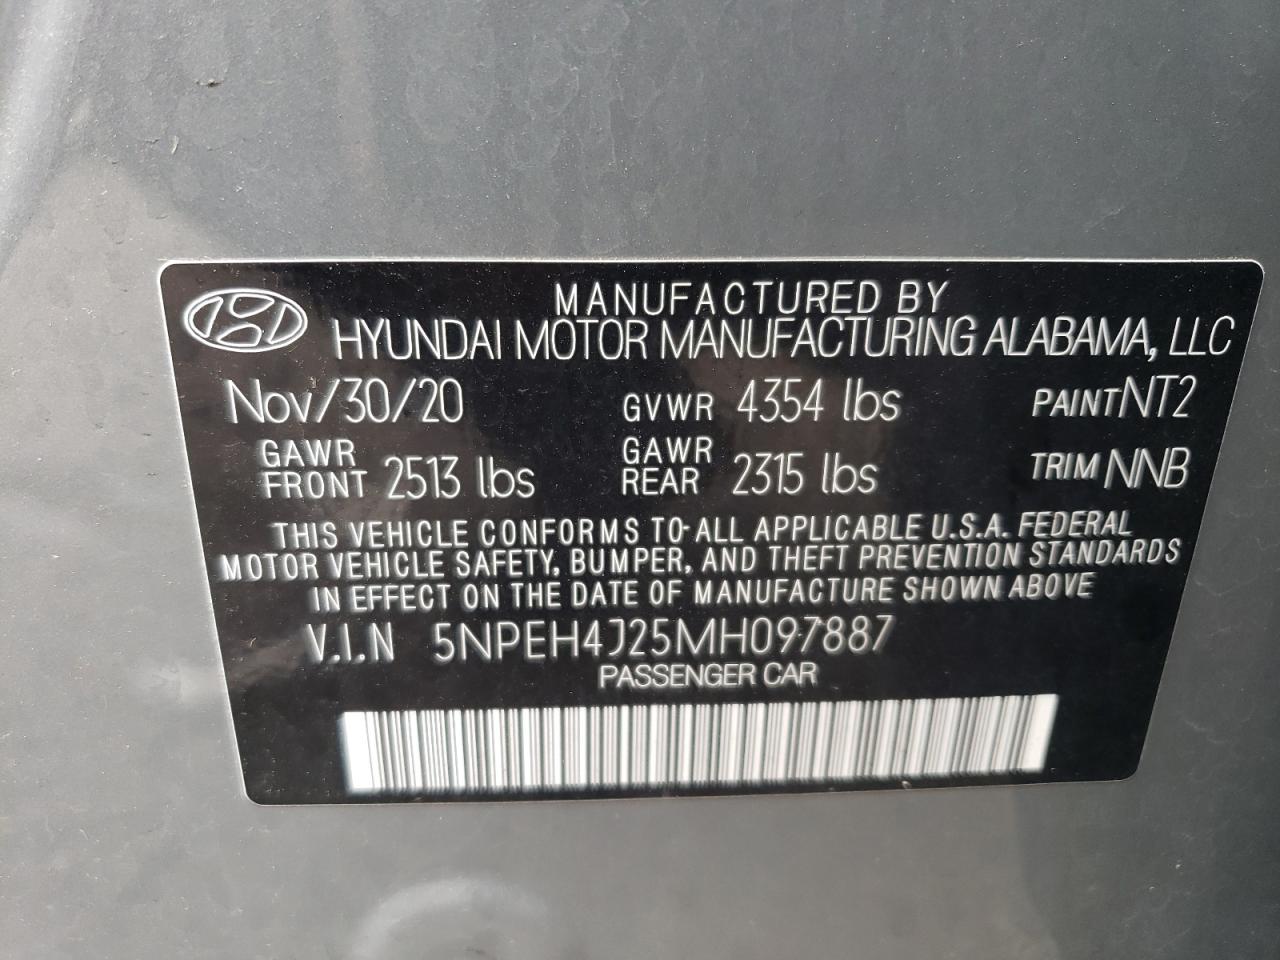 MANUFACTURED BY
HYUNDAI MOTOR MANUFACTURING ALABAMA, LLC
Nov/30/20 GVWR 4354 lbs PAINT NT2
GAWR FRONT 2513 lbs GAWR REAR 2315 lbs TRIM NNB
THIS VEHICLE CONFORMS TO ALL APPLICABLE U.S.A. FEDERAL
MOTOR VEHICLE SAFETY, BUMPER, AND THEFT PREVENTION STANDARDS
IN EFFECT ON THE DATE OF MANUFACTURE SHOWN ABOVE
V.I.N 5NPEH4J25MH097887
PASSENGER CAR